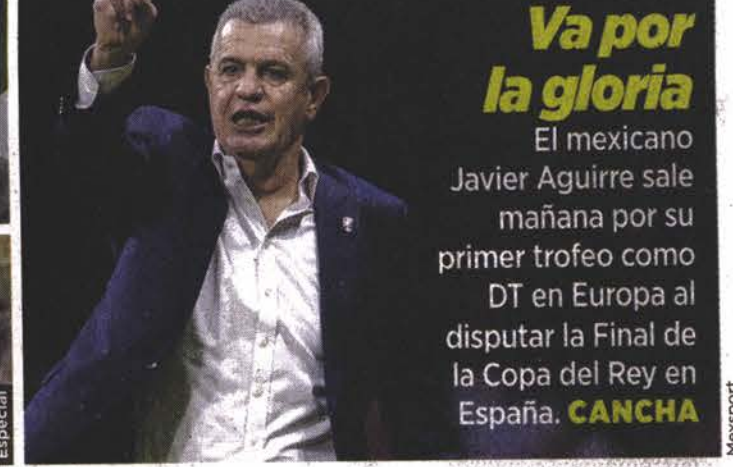 Va por
la gloria
El mexicano
Javier Aguirre sale
mañana por su
primer trofeo como
DT en Europa al
disputar la Final de
la Copa del Rey en
España. CANCHA
Especial
Mexsport